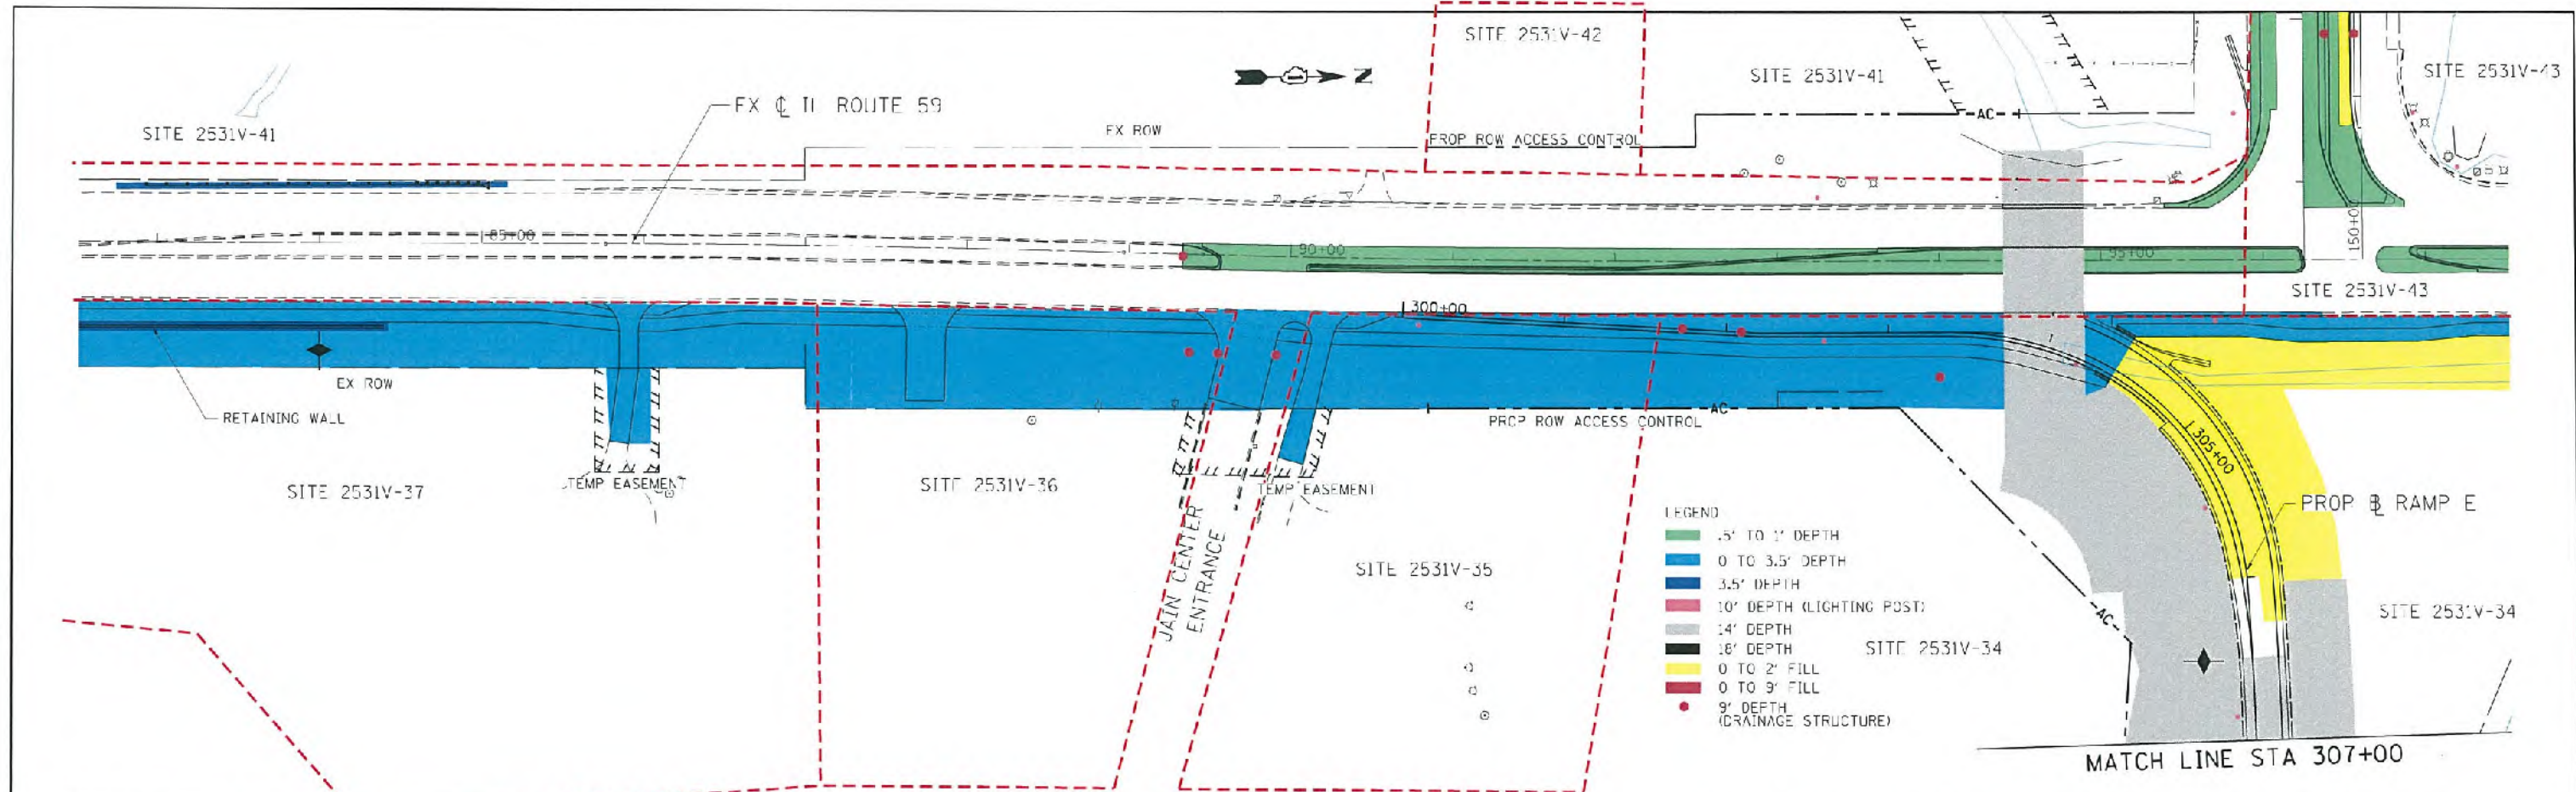 SITE 2531V-42
SITE 2531V-41
SITE 2531V-43
N
EX ℄ IL ROUTE 59
SITE 2531V-41
EX ROW
PROP ROW ACCESS CONTROL
AC
85+00
90+00
95+00
150+00
SITE 2531V-43
300+00
EX ROW
RETAINING WALL
PROP ROW ACCESS CONTROL
AC
305+00
SITE 2531V-37
TEMP EASEMENT
SITE 2531V-36
TEMP EASEMENT
JAIN CENTER
ENTRANCE
SITE 2531V-35
PROP ⅊ RAMP E
LEGEND
.5' TO 1' DEPTH
0 TO 3.5' DEPTH
3.5' DEPTH
10' DEPTH (LIGHTING POST)
14' DEPTH
18' DEPTH
0 TO 2' FILL
0 TO 9' FILL
9' DEPTH
(DRAINAGE STRUCTURE)
SITE 2531V-34
AC
SITE 2531V-34
MATCH LINE STA 307+00